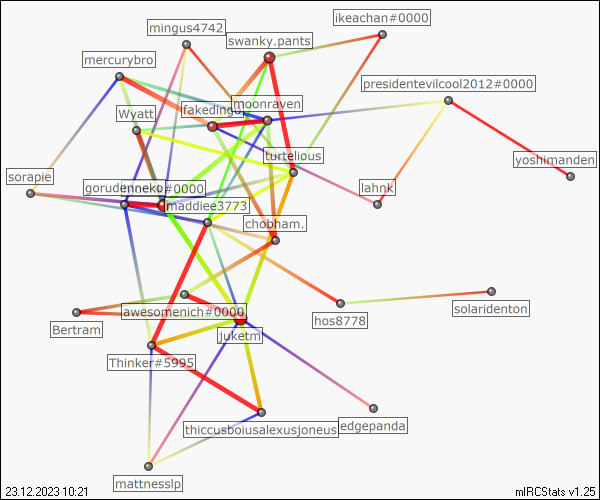 ikeachan#0000
mingus4742
swanky.pants
mercurybro
presidentevilcool2012#0000
moonraven
Wyatt
turtelious
yoshimanden
sorapie
gorudenneko#0000
lahnk
maddiee3773
chobham.
solaridenton
awesomenich#0000
hos8778
Bertram
juketm
Thinker#5995
edgepanda
thiccusboiusalexusjoneus
mattnesslp
23.12.2023 10:21
mIRCStats v1.25